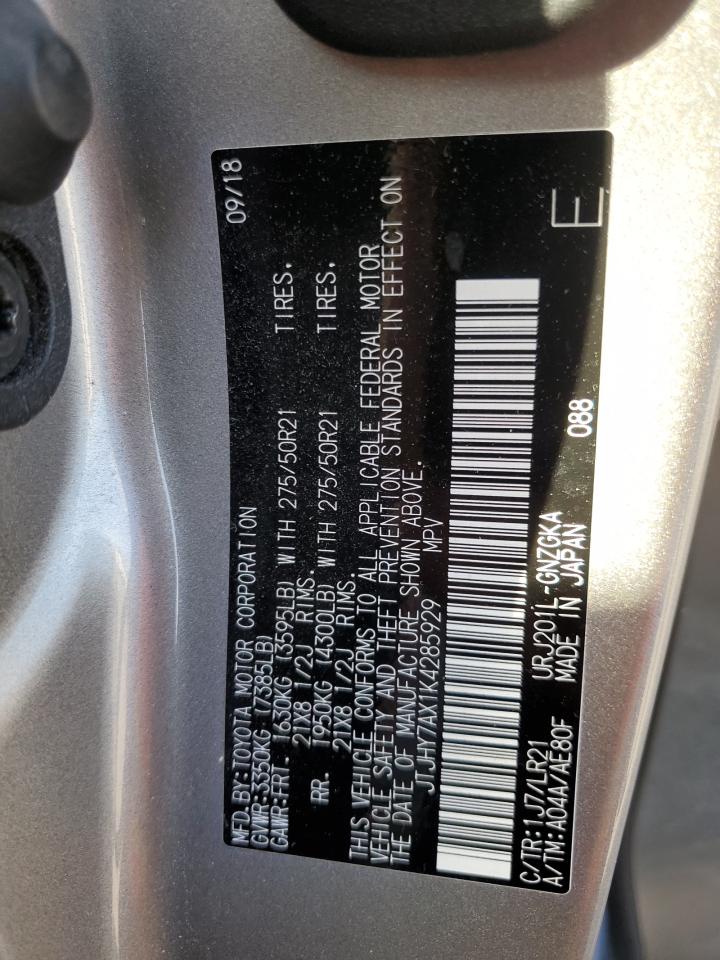 MFD.BY:TOYOTA MOTOR CORPORATION 09/18
GVWR:3350KG (7385LB)
GAWR:FRT. 1630KG (3595LB) WITH 275/50R21 TIRES.
21X8 1/2J RIMS.
RR. 1950KG (4300LB) WITH 275/50R21 TIRES.
21X8 1/2J RIMS.
THIS VEHICLE CONFORMS TO ALL APPLICABLE FEDERAL MOTOR
VEHICLE SAFETY AND THEFT PREVENTION STANDARDS IN EFFECT ON
THE DATE OF MANUFACTURE SHOWN ABOVE.
JTJHY7AX1K4285929 MPV
C/TR:1J7/LR21 URJ201L-GNZGKA 088 E
A/TM:A04A/AE80F MADE IN JAPAN